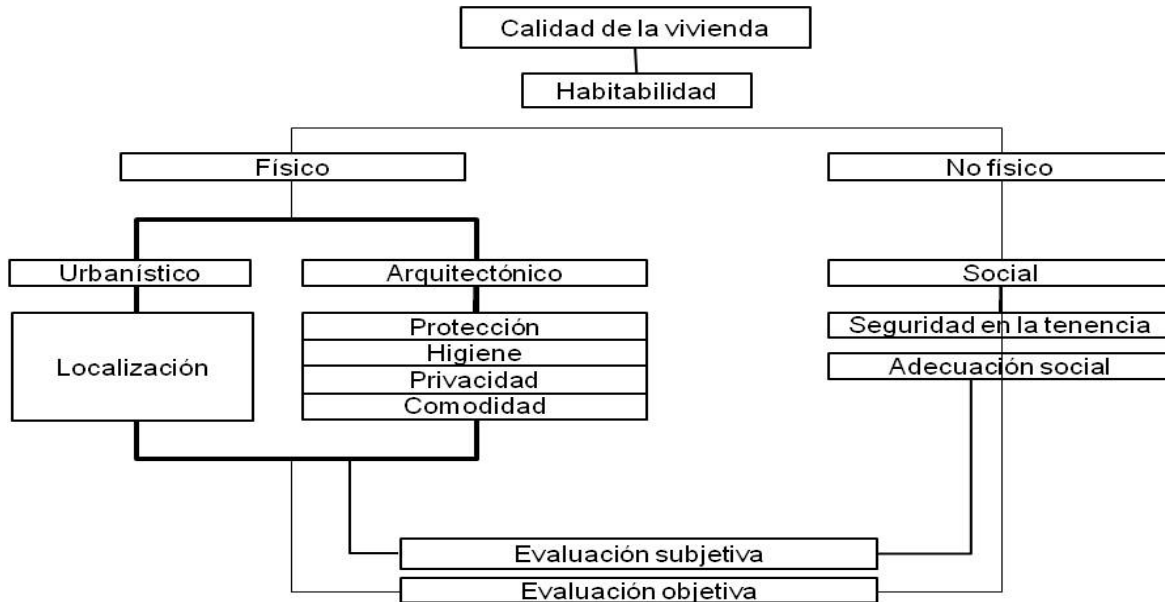 Calidad de la vivienda
Habitabilidad
Físico
No físico
Urbanístico
Arquitectónico
Social
Localización
Protección
Higiene
Privacidad
Comodidad
Seguridad en la tenencia
Adecuación social
Evaluación subjetiva
Evaluación objetiva